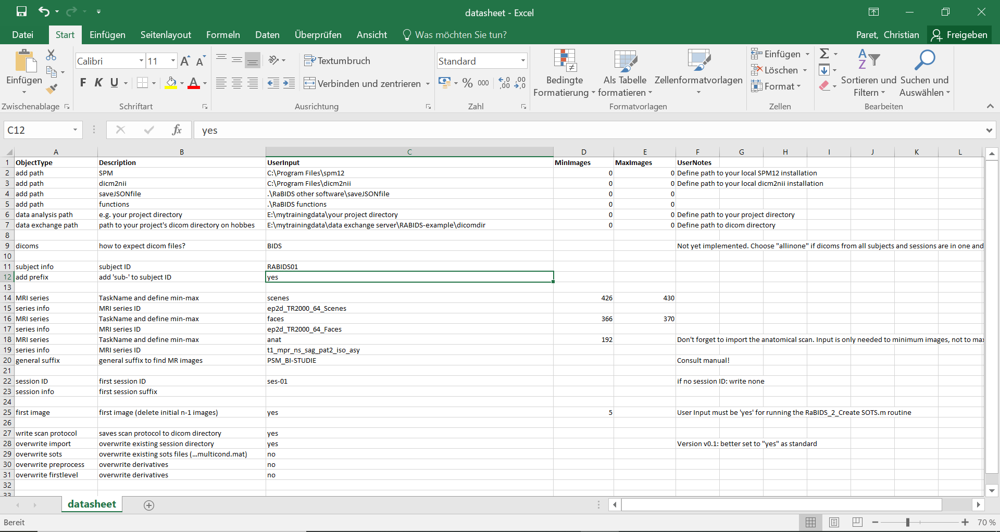 datasheet - Excel
Datei Start Einfügen Seitenlayout Formeln Daten Überprüfen Ansicht Was möchten Sie tun? Paret, Christian Freigeben
Einfügen
Zwischenablage
Calibri 11
F K U
Schriftart
Textumbruch
Verbinden und zentrieren
Ausrichtung
Standard
% 000
Zahl
Bedingte Formatierung
Als Tabelle formatieren
Zellenformatvorlagen
Formatvorlagen
Einfügen
Löschen
Format
Zellen
Sortieren und Filtern
Suchen und Auswählen
Bearbeiten
C12 fx yes
A B C D E F G H I J K L
1 ObjectType Description UserInput MinImages MaxImages UserNotes
2 add path SPM C:\Program Files\spm12 0 0 Define path to your local SPM12 installation
3 add path dicm2nii C:\Program Files\dicm2nii 0 0 Define path to your local dicm2nii installation
4 add path saveJSONfile .\RaBIDS other software\saveJSONfile 0 0
5 add path functions .\RaBIDS functions 0 0
6 data analysis path e.g. your project directory E:\mytrainingdata\your project directory 0 0 Define path to your project directory
7 data exchange path path to your project's dicom directory on hobbes E:\mytrainingdata\data exchange server\RABIDS-example\dicomdir 0 0 Define path to dicom directory
8
9 dicoms how to expect dicom files? BIDS Not yet implemented. Choose "allinone" if dicoms from all subjects and sessions are in one and
10
11 subject info subject ID RABIDS01
12 add prefix add 'sub-' to subject ID yes
13
14 MRI series TaskName and define min-max scenes 426 430
15 series info MRI series ID ep2d_TR2000_64_Scenes
16 MRI series TaskName and define min-max faces 366 370
17 series info MRI series ID ep2d_TR2000_64_Faces
18 MRI series TaskName and define min-max anat 192 Don't forget to import the anatomical scan. Input is only needed to minimum images, not to max
19 series info MRI series ID t1_mpr_ns_sag_pat2_iso_asy
20 general suffix general suffix to find MR images PSM_BI-STUDIE Consult manual!
21
22 session ID first session ID ses-01 if no session ID: write none
23 session info first session suffix
24
25 first image first image (delete initial n-1 images) yes 5 User Input must be 'yes' for running the RaBIDS_2_Create SOTS.m routine
26
27 write scan protocol saves scan protocol to dicom directory yes
28 overwrite import overwrite existing session directory yes Version v0.1: better set to "yes" as standard
29 overwrite sots overwrite existing sots files (...multicond.mat) no
30 overwrite preprocess overwrite derivatives no
31 overwrite firstlevel overwrite derivatives no
32
33
datasheet
Bereit 70 %